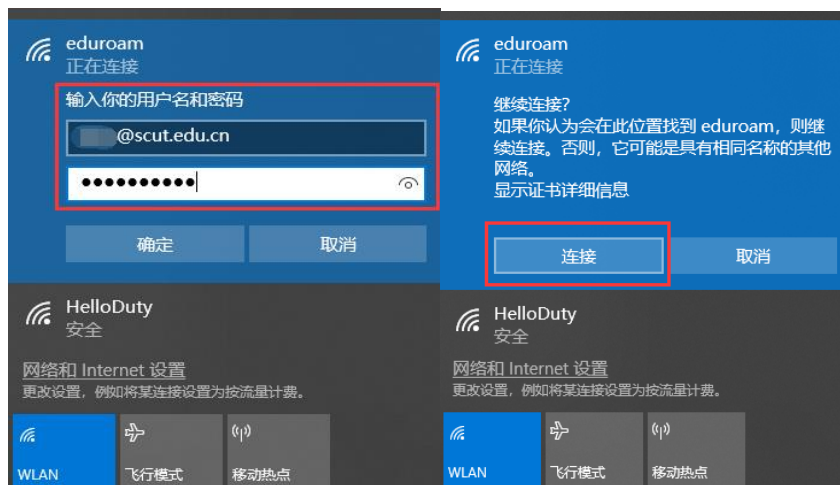 eduroam
正在连接
输入你的用户名和密码
@scut.edu.cn
确定
取消
HelloDuty
安全
网络和 Internet 设置
更改设置，例如将某连接设置为按流量计费。
WLAN
飞行模式
移动热点
eduroam
正在连接
继续连接?
如果你认为会在此位置找到 eduroam，则继
续连接。否则，它可能是具有相同名称的其他
网络。
显示证书详细信息
连接
取消
HelloDuty
安全
网络和 Internet 设置
更改设置，例如将某连接设置为按流量计费。
WLAN
飞行模式
移动热点